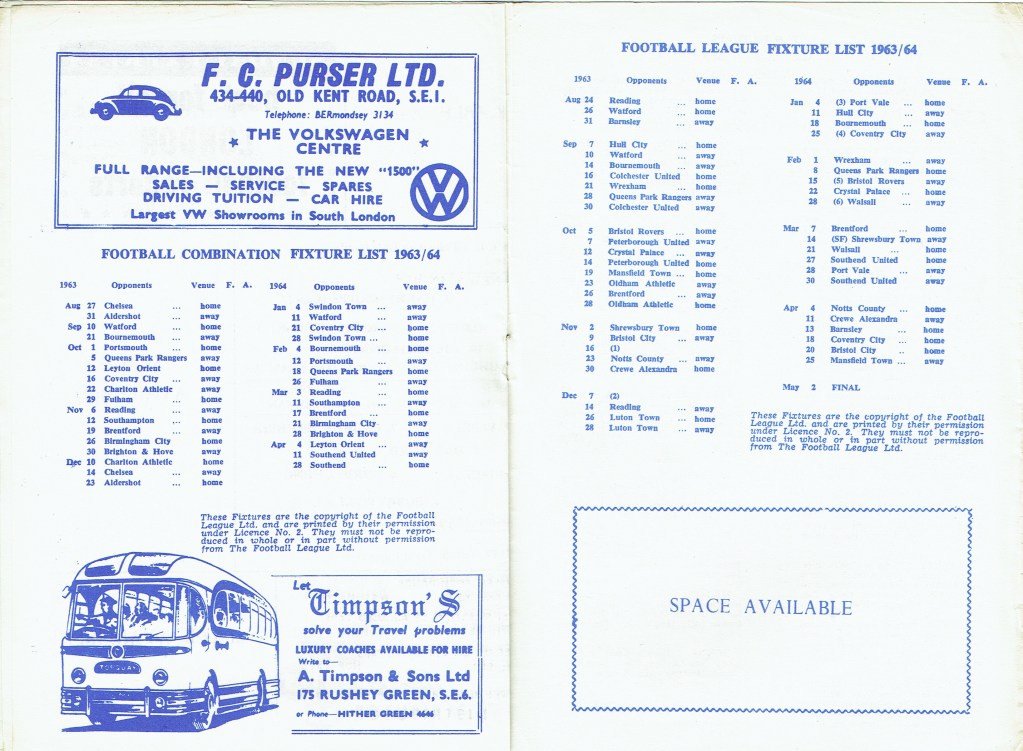 F. C. PURSER LTD.
434-440, OLD KENT ROAD, S.E.I.
Telephone: BERmondsey 3134
★ THE VOLKSWAGEN ★
CENTRE
FULL RANGE—INCLUDING THE NEW "1500"
SALES — SERVICE — SPARES
DRIVING TUITION — CAR HIRE
Largest VW Showrooms in South London
VW
FOOTBALL COMBINATION FIXTURE LIST 1963/64
1963 Opponents Venue F. A.
Aug 27 Chelsea ... home
31 Aldershot ... away
Sep 10 Watford ... home
21 Bournemouth ... away
Oct 1 Portsmouth ... home
5 Queens Park Rangers away
12 Leyton Orient ... home
16 Coventry City ... away
22 Charlton Athletic away
29 Fulham ... home
Nov 6 Reading ... away
12 Southampton ... home
19 Brentford ... away
26 Birmingham City home
30 Brighton & Hove away
Dec 10 Charlton Athletic home
14 Chelsea ... away
23 Aldershot ... home
1964 Opponents Venue F. A.
Jan 4 Swindon Town ... away
11 Watford ... away
21 Coventry City ... home
28 Swindon Town ... home
Feb 4 Bournemouth ... home
12 Portsmouth ... away
18 Queens Park Rangers home
26 Fulham ... away
Mar 3 Reading ... home
11 Southampton ... away
17 Brentford ... home
21 Birmingham City away
28 Brighton & Hove home
Apr 4 Leyton Orient ... away
11 Southend United away
28 Southend ... home
These Fixtures are the copyright of the Football
League Ltd. and are printed by their permission
under Licence No. 2. They must not be repro-
duced in whole or in part without permission
from The Football League Ltd.
TORQUAY
Let
Timpson'S
solve your Travel problems
LUXURY COACHES AVAILABLE FOR HIRE
Write to—
A. Timpson & Sons Ltd
175 RUSHEY GREEN, S.E.6.
or Phone—HITHER GREEN 4646
FOOTBALL LEAGUE FIXTURE LIST 1963/64
1963 Opponents Venue F. A.
Aug 24 Reading ... home
26 Watford ... home
31 Barnsley ... away
Sep 7 Hull City ... home
10 Watford ... away
14 Bournemouth ... away
16 Colchester United home
21 Wrexham ... home
28 Queens Park Rangers away
30 Colchester United away
Oct 5 Bristol Rovers ... home
7 Peterborough United away
12 Crystal Palace ... away
14 Peterborough United home
19 Mansfield Town ... home
23 Oldham Athletic away
26 Brentford ... away
28 Oldham Athletic home
Nov 2 Shrewsbury Town home
9 Bristol City ... away
16 (1)
23 Notts County ... away
30 Crewe Alexandra home
Dec 7 (2)
14 Reading ... away
26 Luton Town ... home
28 Luton Town ... away
1964 Opponents Venue F. A.
Jan 4 (3) Port Vale ... home
11 Hull City ... away
18 Bournemouth ... home
25 (4) Coventry City away
Feb 1 Wrexham ... away
8 Queens Park Rangers home
15 (5) Bristol Rovers away
22 Crystal Palace ... home
28 (6) Walsall ... away
Mar 7 Brentford ... home
14 (SF) Shrewsbury Town away
21 Walsall ... home
27 Southend United home
28 Port Vale ... away
30 Southend United away
Apr 4 Notts County ... home
11 Crewe Alexandra away
13 Barnsley ... home
18 Coventry City home
20 Bristol City .. home
25 Mansfield Town ... away
May 2 FINAL
These Fixtures are the copyright of the Football
League Ltd. and are printed by their permission
under Licence No. 2. They must not be repro-
duced in whole or in part without permission
from The Football League Ltd.
SPACE AVAILABLE